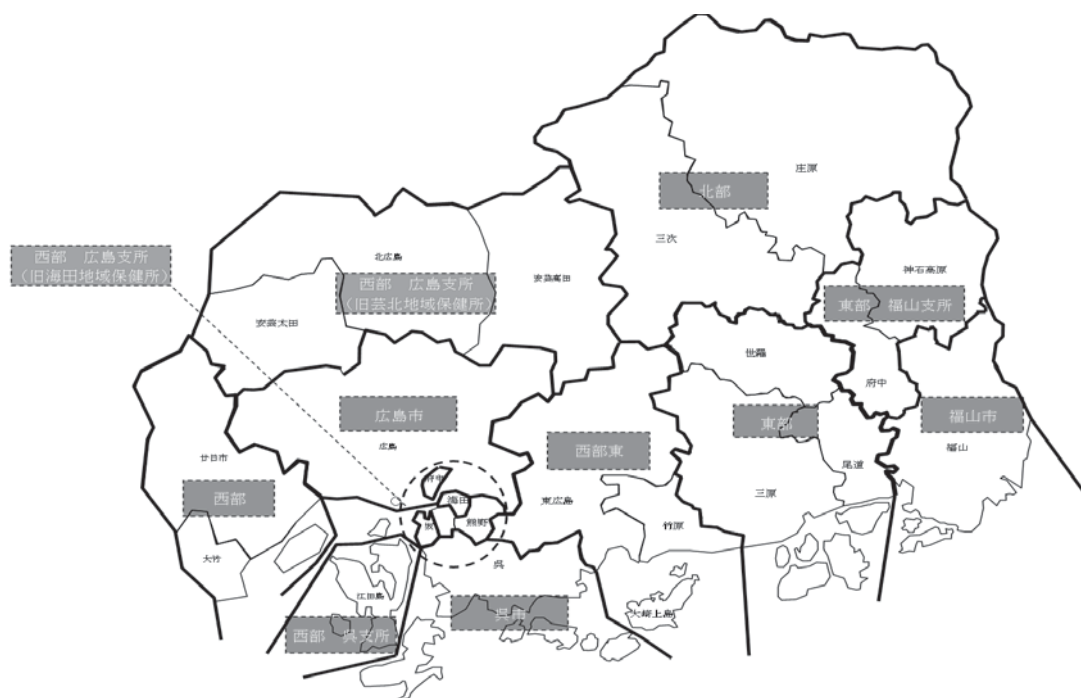 庄原
北部
三次
西部 広島支所
(旧海田地域保健所)
北広島
西部 広島支所
(旧芸北地域保健所)
安芸高田
神石高原
東部 福山支所
安芸太田
世羅
府中
広島市
福山市
東部
西部東
広島
福山
廿日市
尾道
西部
府中
海田
三原
東広島
坂
熊野
竹原
大竹
呉
江田島
呉市
大崎上島
西部 呉支所